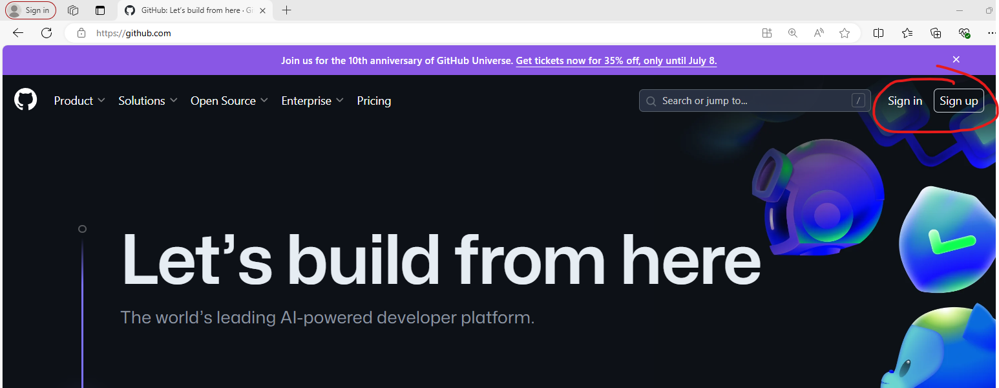 Sign in
GitHub: Let's build from here · Gi
https://github.com
Join us for the 10th anniversary of GitHub Universe. Get tickets now for 35% off, only until July 8.
Product Solutions Open Source Enterprise Pricing Search or jump to... / Sign in Sign up
Let’s build from here
The world’s leading AI-powered developer platform.